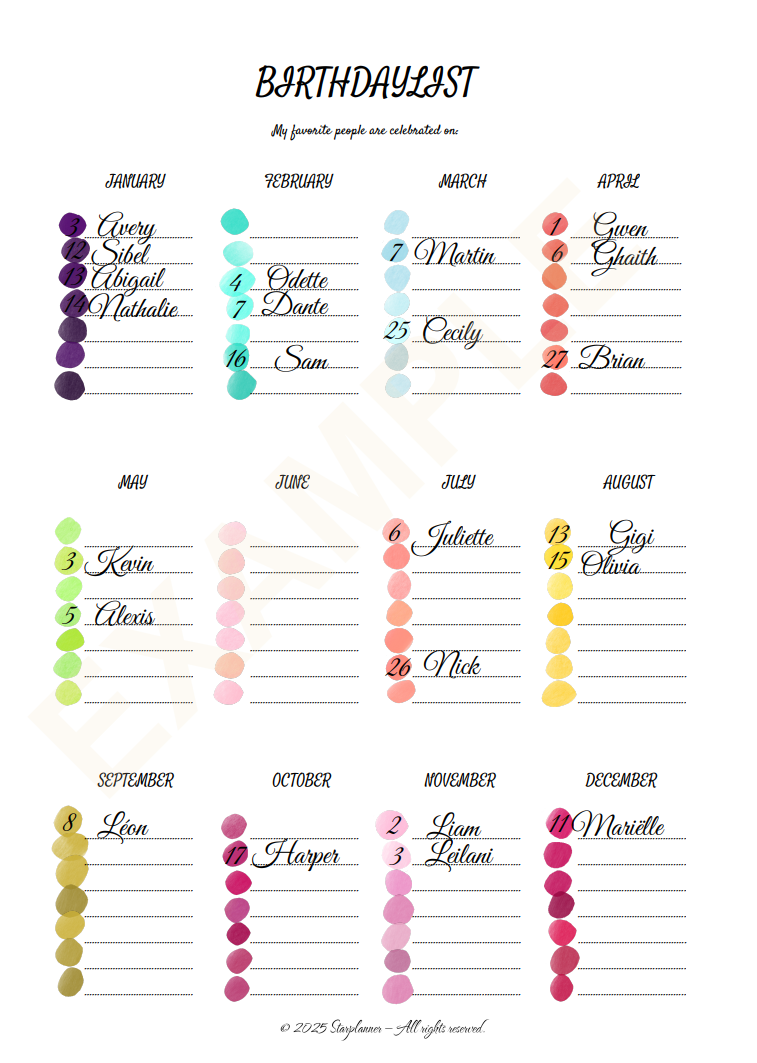 BIRTHDAYLIST
My favorite people are celebrated on:
JANUARY
3 Avery
12 Sibel
13 Abigail
14 Nathalie
FEBRUARY
4 Odette
7 Dante
16 Sam
MARCH
7 Martin
25 Cecily
APRIL
1 Gwen
6 Ghaith
27 Brian
MAY
3 Kevin
5 Alexis
JUNE
JULY
6 Juliette
26 Nick
AUGUST
13 Gigi
15 Olivia
SEPTEMBER
8 Léon
OCTOBER
17 Harper
NOVEMBER
2 Liam
3 Leilani
DECEMBER
11 Mariëlle
EXAMPLE
© 2025 Starplanner – All rights reserved.